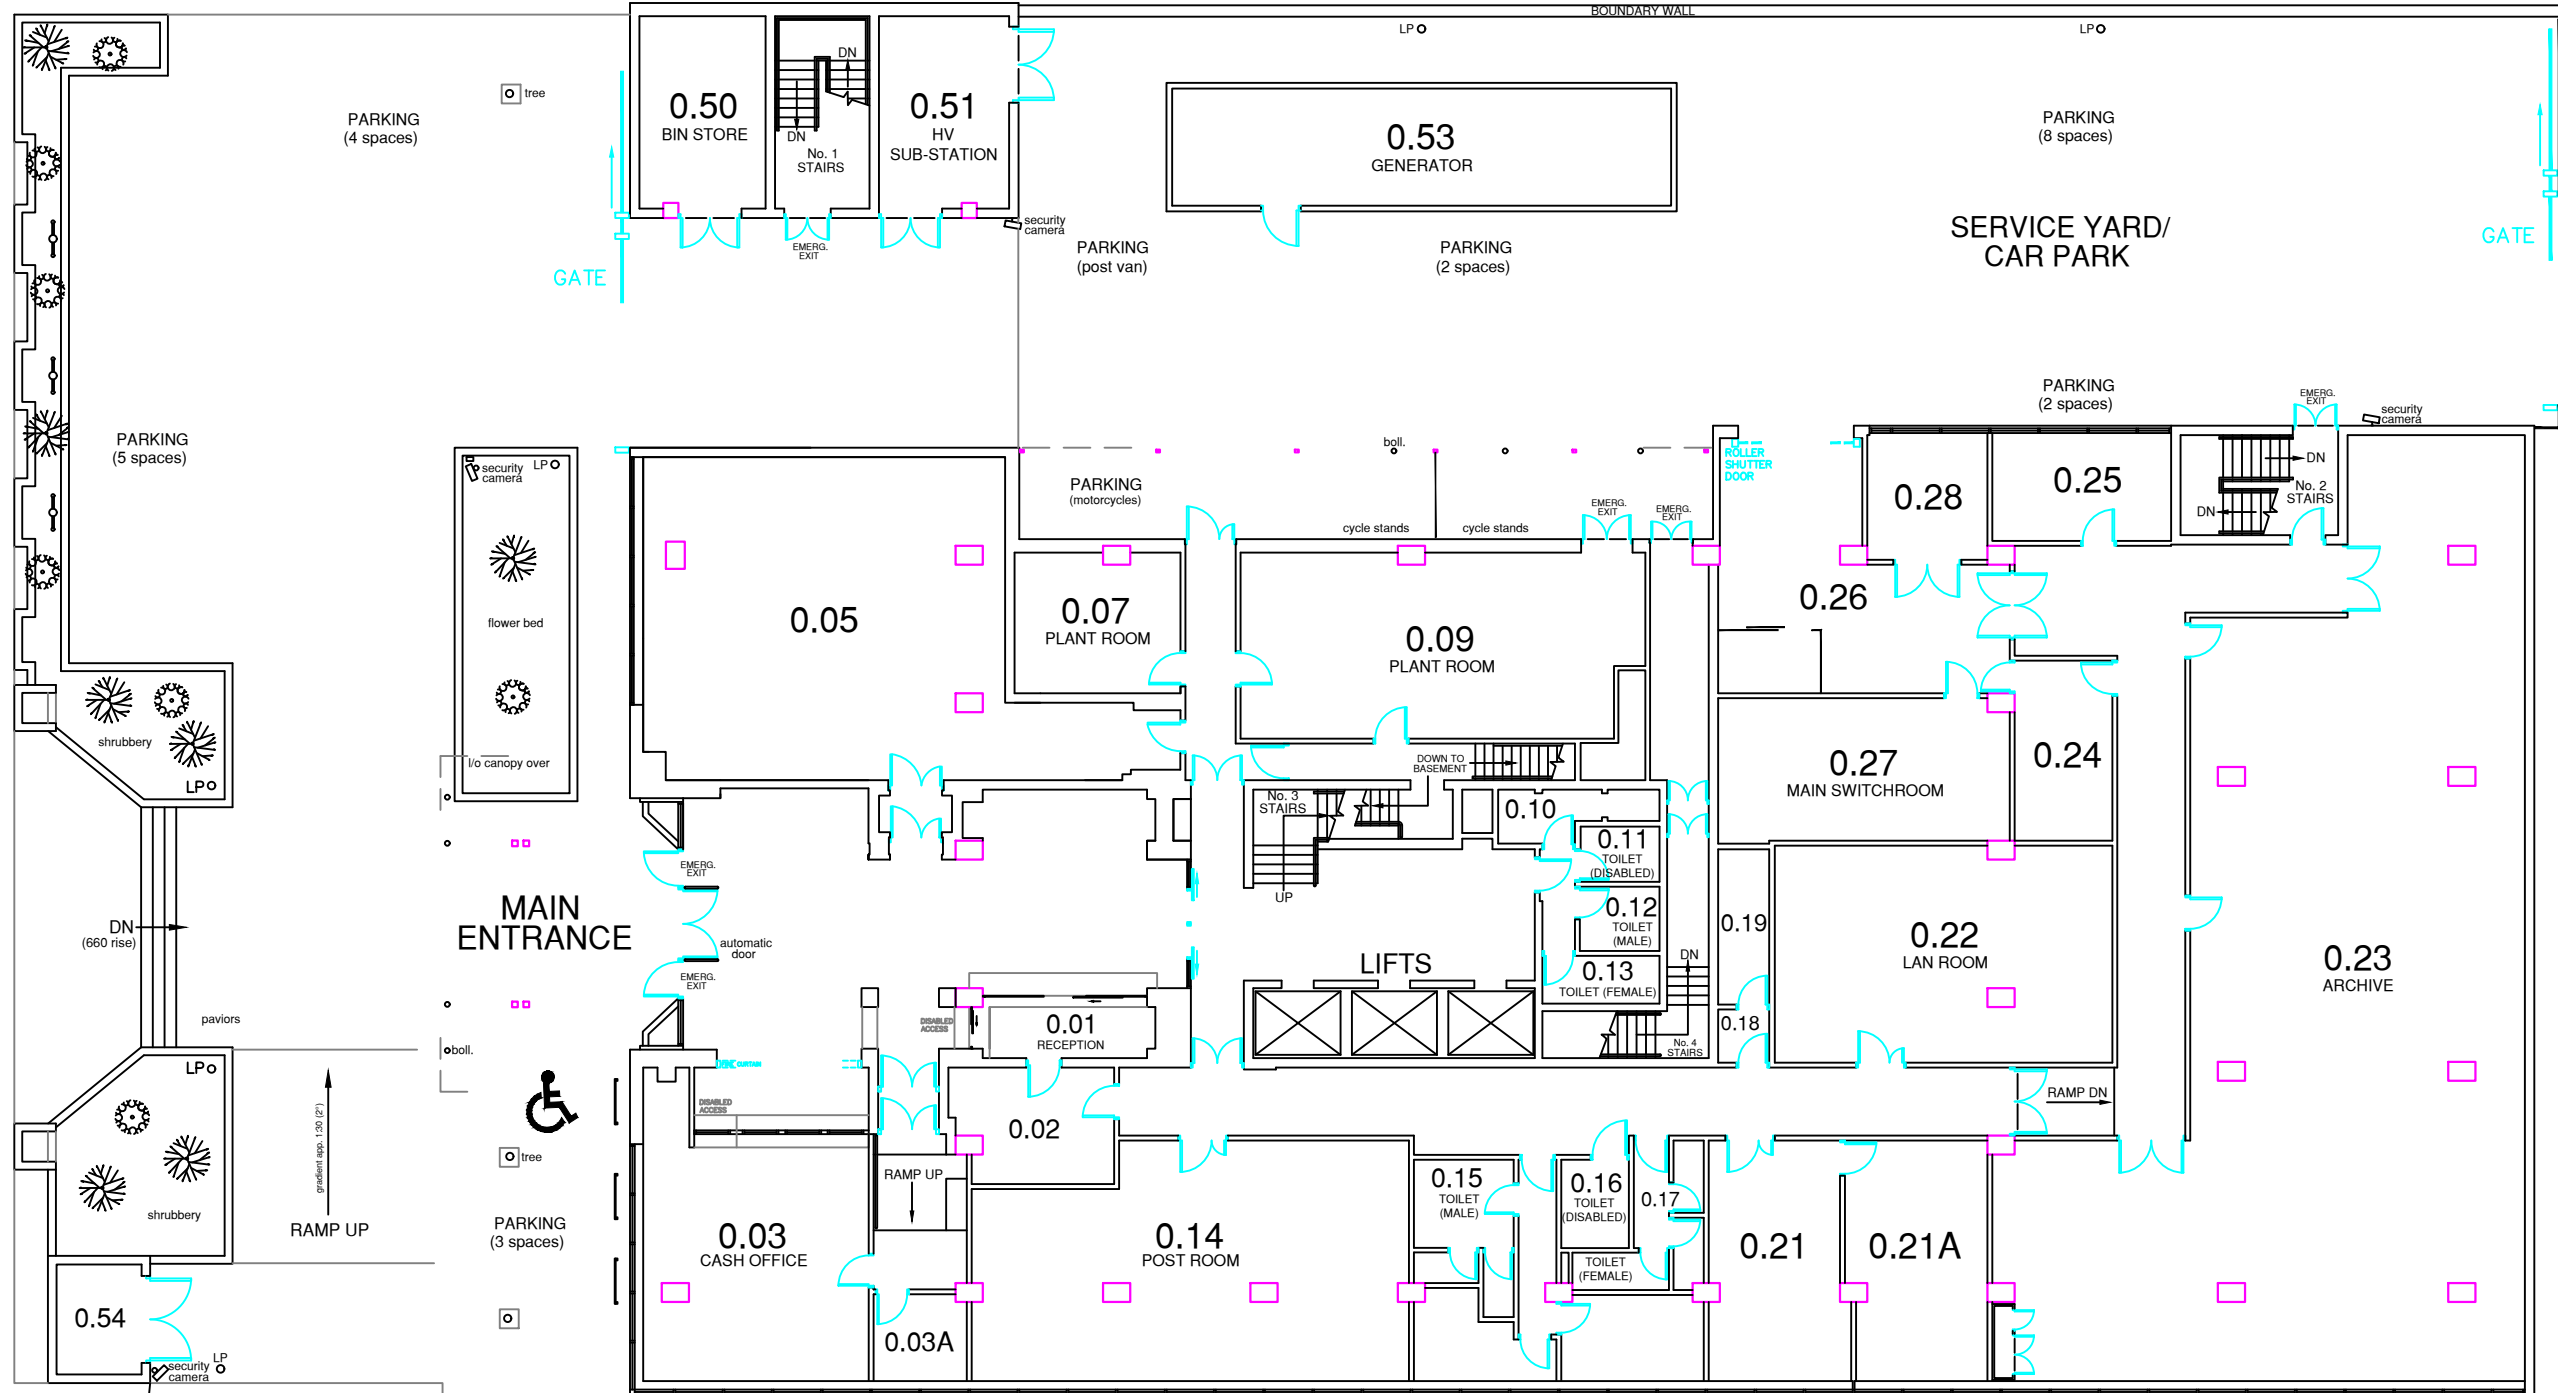 BOUNDARY WALL
LP
LP
tree
PARKING
(4 spaces)
0.50
BIN STORE
DN
DN
No. 1
STAIRS
0.51
HV
SUB-STATION
0.53
GENERATOR
PARKING
(8 spaces)
EMERG.
EXIT
security
camera
GATE
PARKING
(post van)
PARKING
(2 spaces)
SERVICE YARD/
CAR PARK
GATE
PARKING
(5 spaces)
security
camera
LP
flower bed
l/o canopy over
PARKING
(motorcycles)
boll.
cycle stands
cycle stands
EMERG.
EXIT
EMERG.
EXIT
ROLLER
SHUTTER
DOOR
PARKING
(2 spaces)
EMERG.
EXIT
security
camera
0.28
0.25
DN
No. 2
STAIRS
DN
0.05
0.07
PLANT ROOM
0.09
PLANT ROOM
0.26
shrubbery
LP
DOWN TO
BASEMENT
No. 3
STAIRS
UP
0.10
0.11
TOILET
(DISABLED)
0.12
TOILET
(MALE)
0.13
TOILET (FEMALE)
0.27
MAIN SWITCHROOM
0.24
EMERG.
EXIT
MAIN
ENTRANCE
automatic
door
EMERG.
EXIT
DN
(660 rise)
paviors
LIFTS
DN
No. 4
STAIRS
0.19
0.18
0.22
LAN ROOM
0.23
ARCHIVE
DISABLED
ACCESS
0.01
RECEPTION
boll.
LP
CURTAIN
DISABLED
ACCESS
RAMP DN
0.02
gradient app. 1:30 (2°)
RAMP UP
shrubbery
tree
PARKING
(3 spaces)
RAMP UP
0.03
CASH OFFICE
0.03A
0.14
POST ROOM
0.15
TOILET
(MALE)
0.16
TOILET
(DISABLED)
0.17
TOILET
(FEMALE)
0.21
0.21A
0.54
security
camera
LP